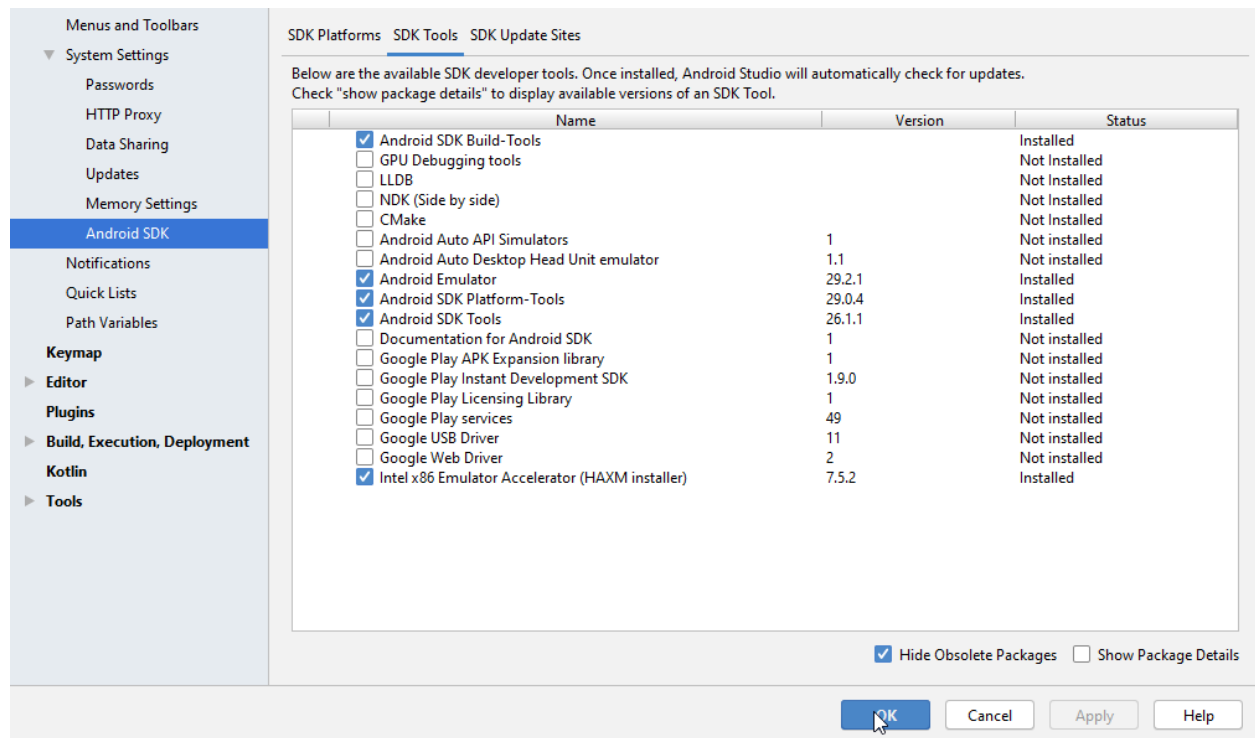 Menus and Toolbars
System Settings
Passwords
HTTP Proxy
Data Sharing
Updates
Memory Settings
Android SDK
Notifications
Quick Lists
Path Variables
Keymap
Editor
Plugins
Build, Execution, Deployment
Kotlin
Tools
SDK Platforms SDK Tools SDK Update Sites
Below are the available SDK developer tools. Once installed, Android Studio will automatically check for updates.
Check "show package details" to display available versions of an SDK Tool.
Name Version Status
Android SDK Build-Tools Installed
GPU Debugging tools Not Installed
LLDB Not Installed
NDK (Side by side) Not Installed
CMake Not Installed
Android Auto API Simulators 1 Not installed
Android Auto Desktop Head Unit emulator 1.1 Not installed
Android Emulator 29.2.1 Installed
Android SDK Platform-Tools 29.0.4 Installed
Android SDK Tools 26.1.1 Installed
Documentation for Android SDK 1 Not installed
Google Play APK Expansion library 1 Not installed
Google Play Instant Development SDK 1.9.0 Not installed
Google Play Licensing Library 1 Not installed
Google Play services 49 Not installed
Google USB Driver 11 Not installed
Google Web Driver 2 Not installed
Intel x86 Emulator Accelerator (HAXM installer) 7.5.2 Installed
Hide Obsolete Packages Show Package Details
OK Cancel Apply Help